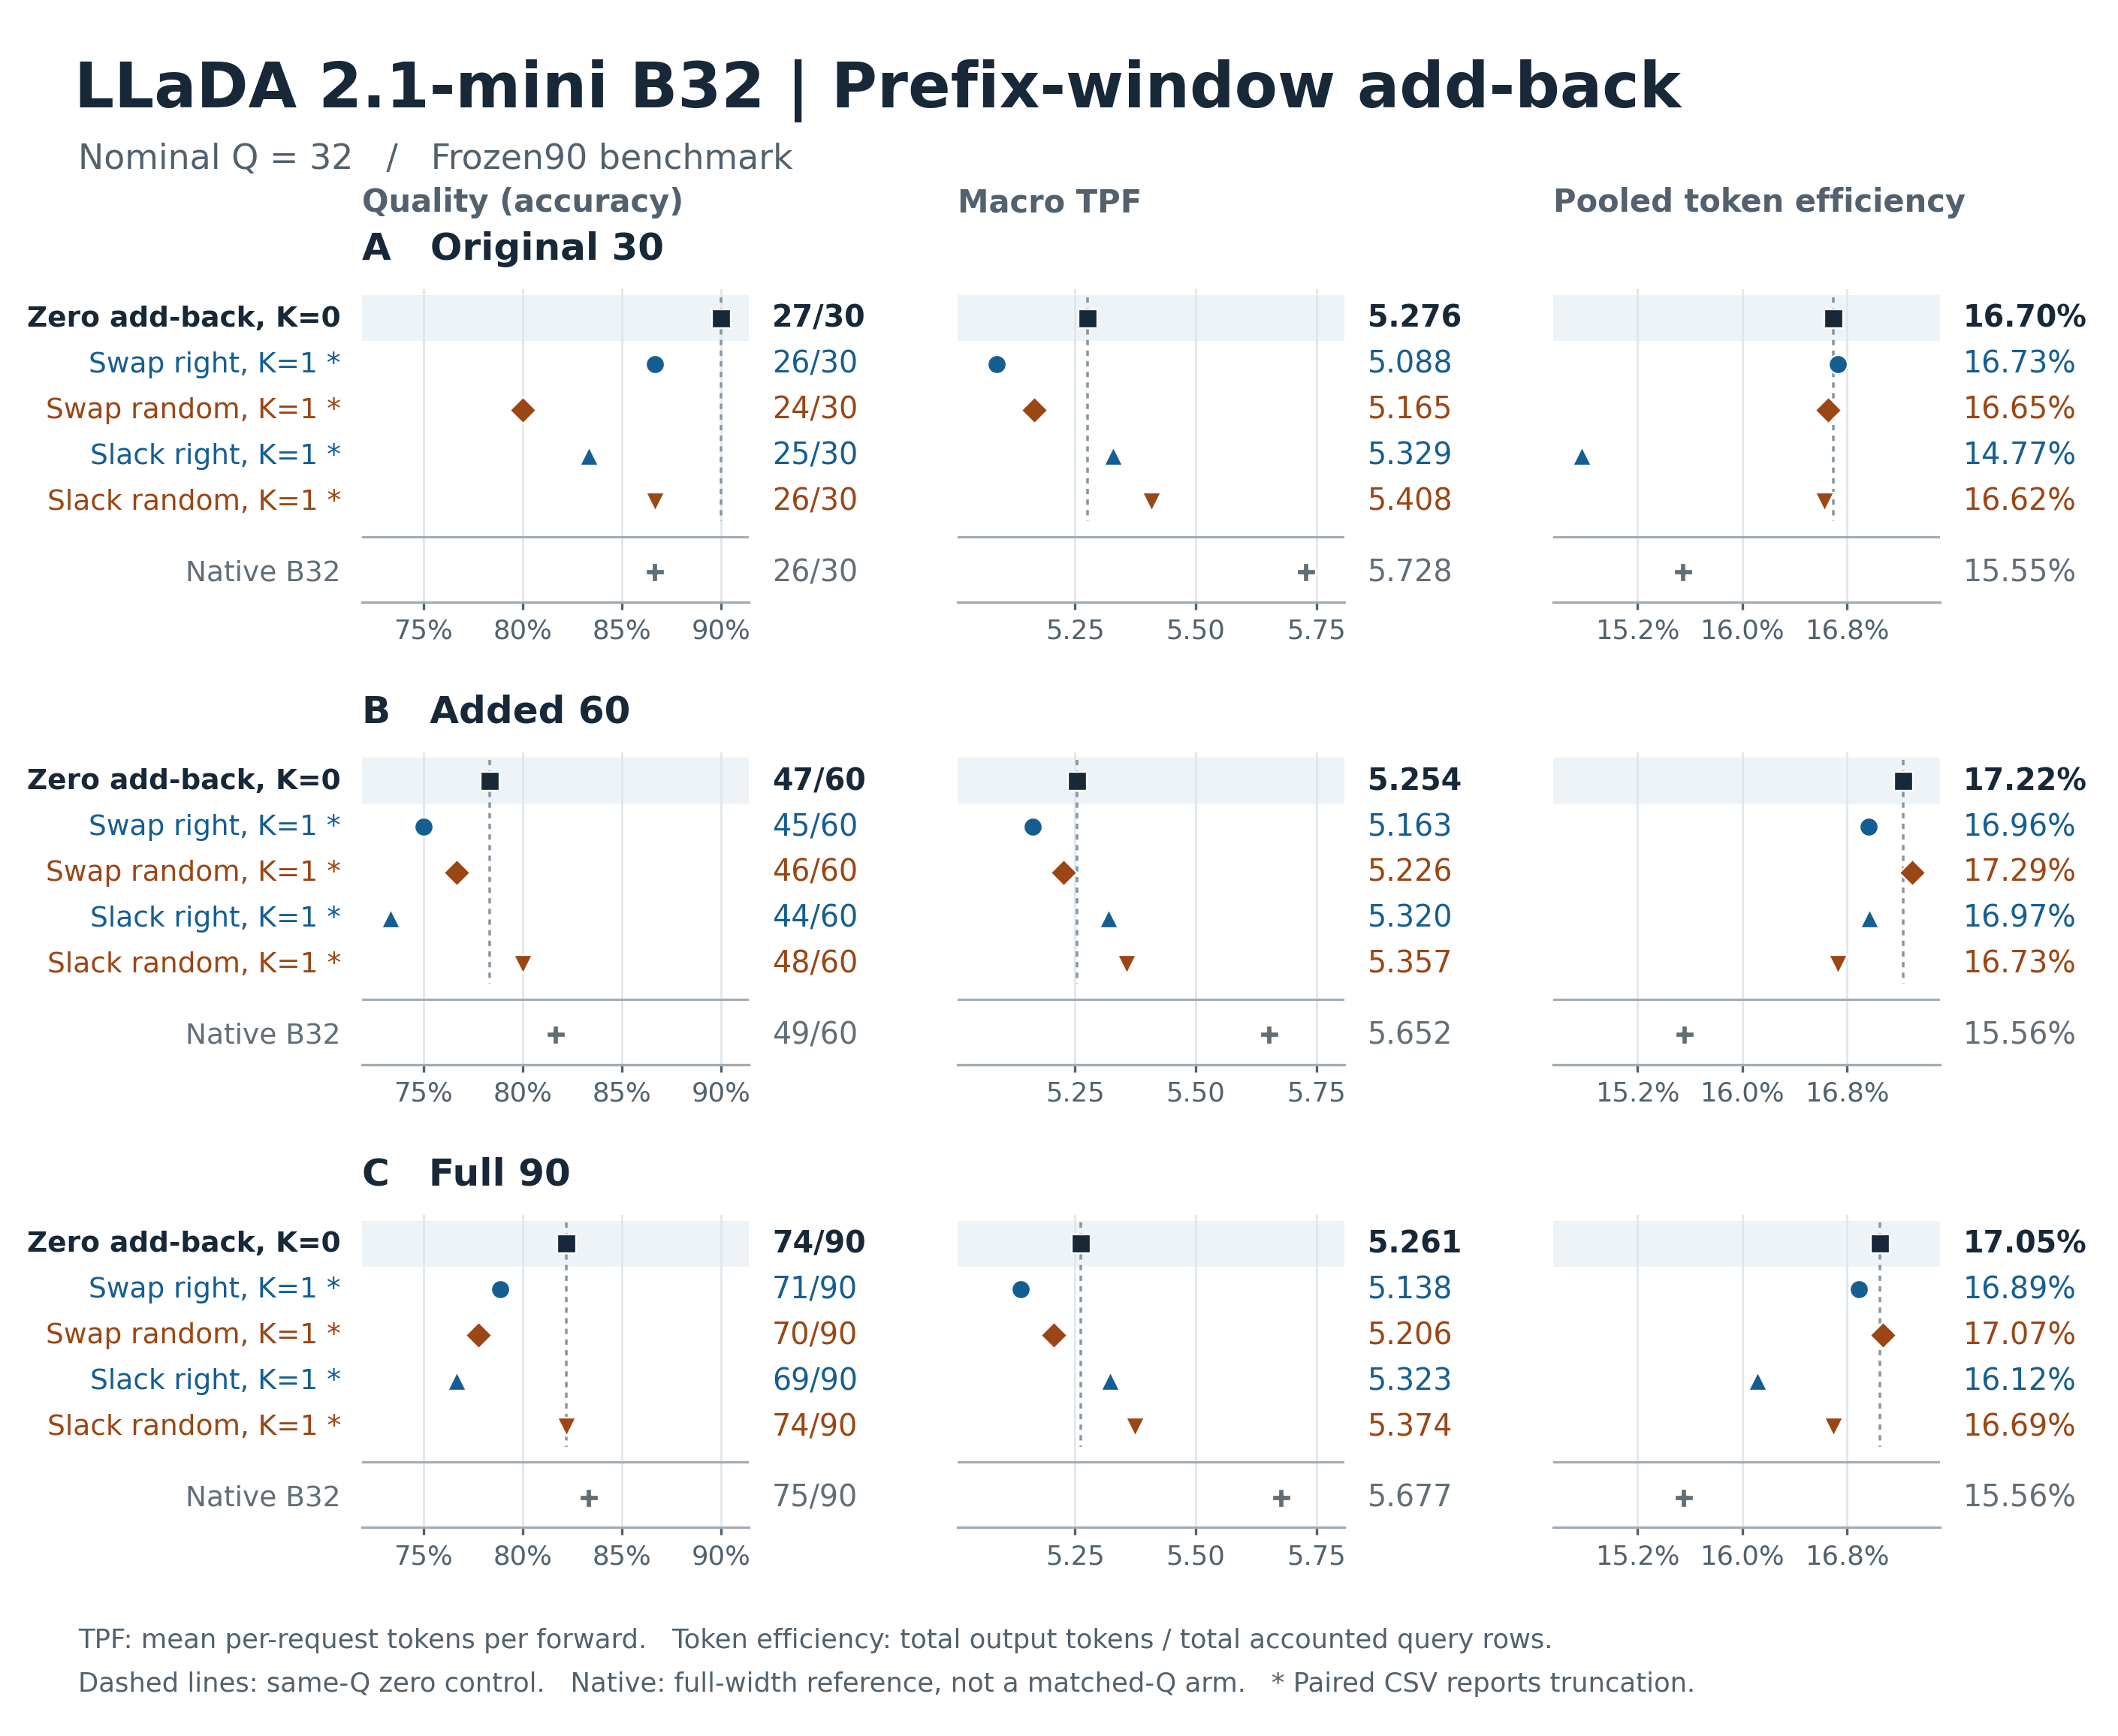 LLaDA 2.1-mini B32 | Prefix-window add-back
Nominal Q = 32 / Frozen90 benchmark
Quality (accuracy) Macro TPF Pooled token efficiency
A Original 30
Zero add-back, K=0 27/30 5.276 16.70%
Swap right, K=1 * 26/30 5.088 16.73%
Swap random, K=1 * 24/30 5.165 16.65%
Slack right, K=1 * 25/30 5.329 14.77%
Slack random, K=1 * 26/30 5.408 16.62%
Native B32 26/30 5.728 15.55%
75% 80% 85% 90% 5.25 5.50 5.75 15.2% 16.0% 16.8%
B Added 60
Zero add-back, K=0 47/60 5.254 17.22%
Swap right, K=1 * 45/60 5.163 16.96%
Swap random, K=1 * 46/60 5.226 17.29%
Slack right, K=1 * 44/60 5.320 16.97%
Slack random, K=1 * 48/60 5.357 16.73%
Native B32 49/60 5.652 15.56%
75% 80% 85% 90% 5.25 5.50 5.75 15.2% 16.0% 16.8%
C Full 90
Zero add-back, K=0 74/90 5.261 17.05%
Swap right, K=1 * 71/90 5.138 16.89%
Swap random, K=1 * 70/90 5.206 17.07%
Slack right, K=1 * 69/90 5.323 16.12%
Slack random, K=1 * 74/90 5.374 16.69%
Native B32 75/90 5.677 15.56%
75% 80% 85% 90% 5.25 5.50 5.75 15.2% 16.0% 16.8%
TPF: mean per-request tokens per forward. Token efficiency: total output tokens / total accounted query rows.
Dashed lines: same-Q zero control. Native: full-width reference, not a matched-Q arm. * Paired CSV reports truncation.